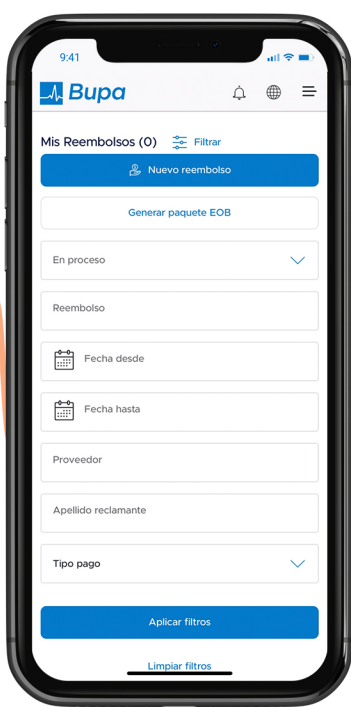 9:41
Bupa
Mis Reembolsos (0) Filtrar
Nuevo reembolso
Generar paquete EOB
En proceso
Reembolso
Fecha desde
Fecha hasta
Proveedor
Apellido reclamante
Tipo pago
Aplicar filtros
Limpiar filtros